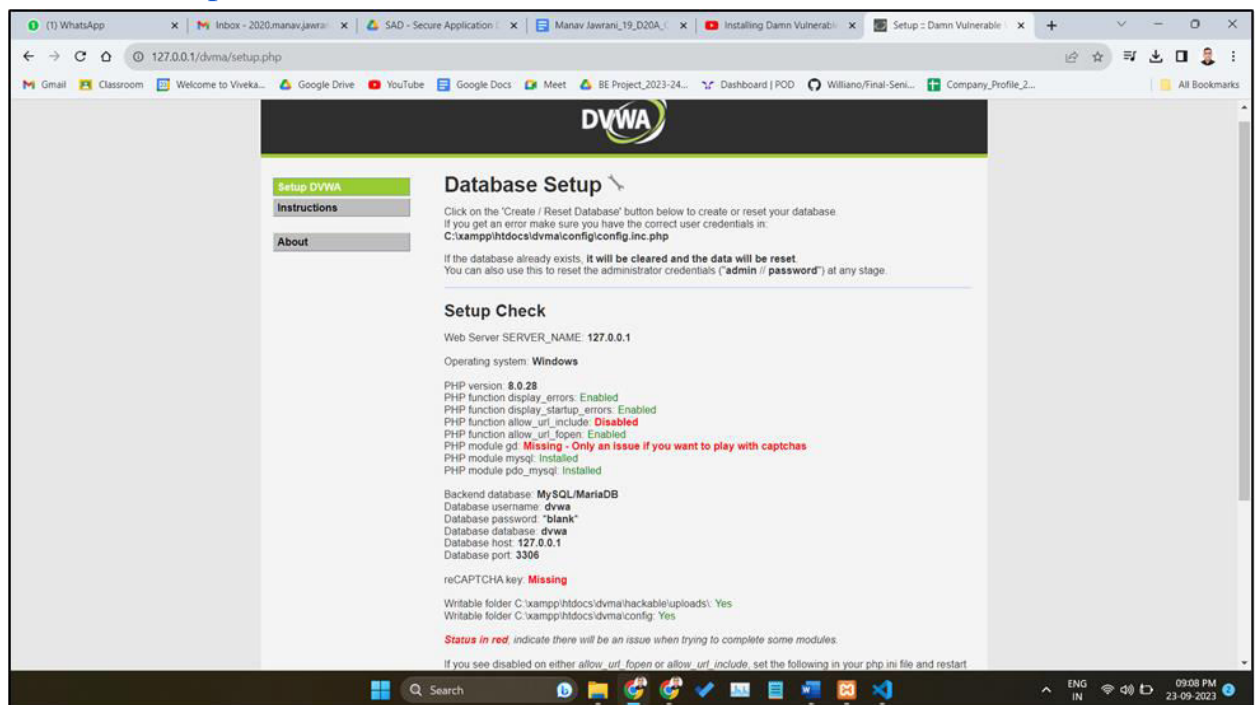 (1) WhatsApp
Inbox - 2020.manav.jawran
SAD - Secure Application
Manav Jawrani_19_D20A_
Installing Damn Vulnerabl
Setup :: Damn Vulnerable
127.0.0.1/dvma/setup.php
Gmail
Classroom
Welcome to Viveka...
Google Drive
YouTube
Google Docs
Meet
BE Project_2023-24...
Dashboard | POD
Williano/Final-Seni...
Company_Profile_2...
All Bookmarks
DVWA
Setup DVWA
Instructions
About
Database Setup
Click on the 'Create / Reset Database' button below to create or reset your database.
If you get an error make sure you have the correct user credentials in:
C:\xampp\htdocs\dvma\config\config.inc.php
If the database already exists, it will be cleared and the data will be reset.
You can also use this to reset the administrator credentials ("admin // password") at any stage.
Setup Check
Web Server SERVER_NAME: 127.0.0.1
Operating system: Windows
PHP version: 8.0.28
PHP function display_errors: Enabled
PHP function display_startup_errors: Enabled
PHP function allow_url_include: Disabled
PHP function allow_url_fopen: Enabled
PHP module gd: Missing - Only an issue if you want to play with captchas
PHP module mysql: Installed
PHP module pdo_mysql: Installed
Backend database: MySQL/MariaDB
Database username: dvwa
Database password: *blank*
Database database: dvwa
Database host: 127.0.0.1
Database port: 3306
reCAPTCHA key: Missing
Writable folder C:\xampp\htdocs\dvma\hackable\uploads\: Yes
Writable folder C:\xampp\htdocs\dvma\config: Yes
Status in red, indicate there will be an issue when trying to complete some modules.
If you see disabled on either allow_url_fopen or allow_url_include, set the following in your php.ini file and restart
Search
ENG
IN
09:08 PM
23-09-2023
2